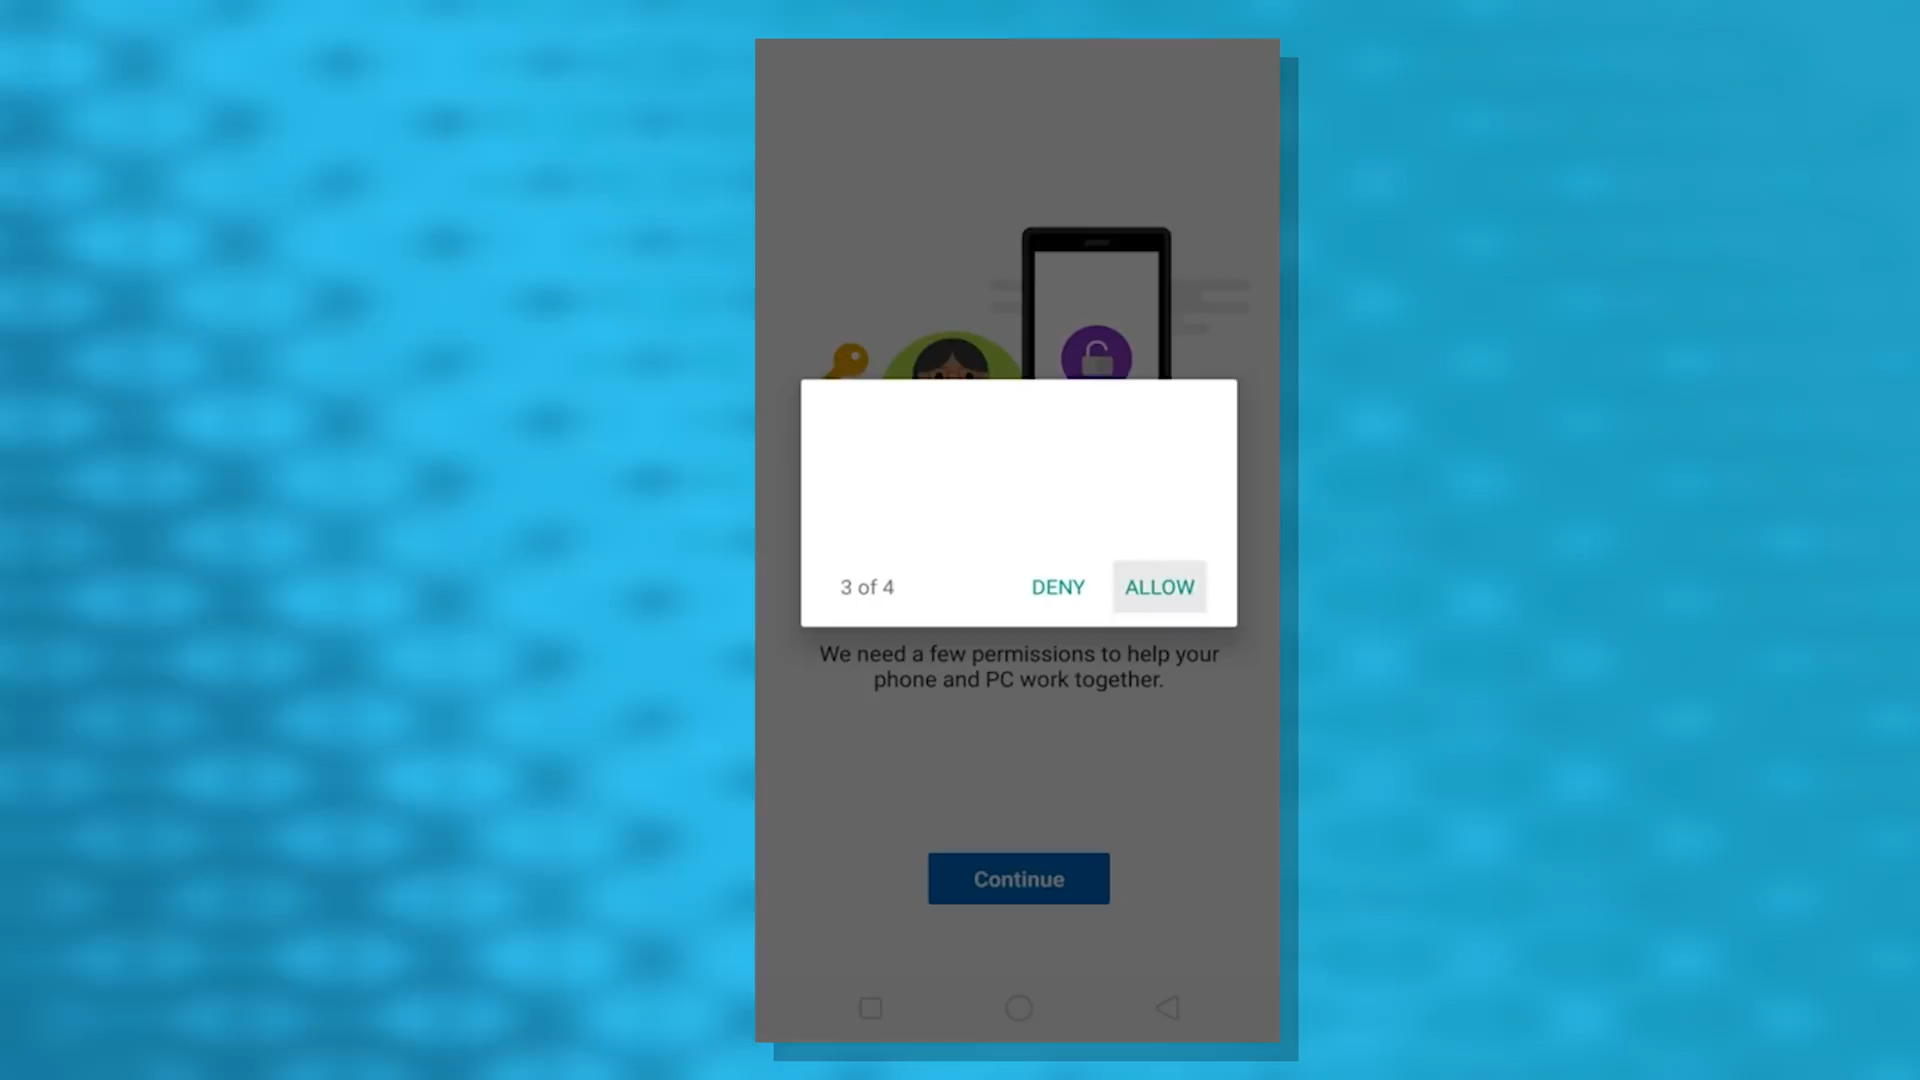 3 of 4
DENY
ALLOW
We need a few permissions to help your
phone and PC work together.
Continue